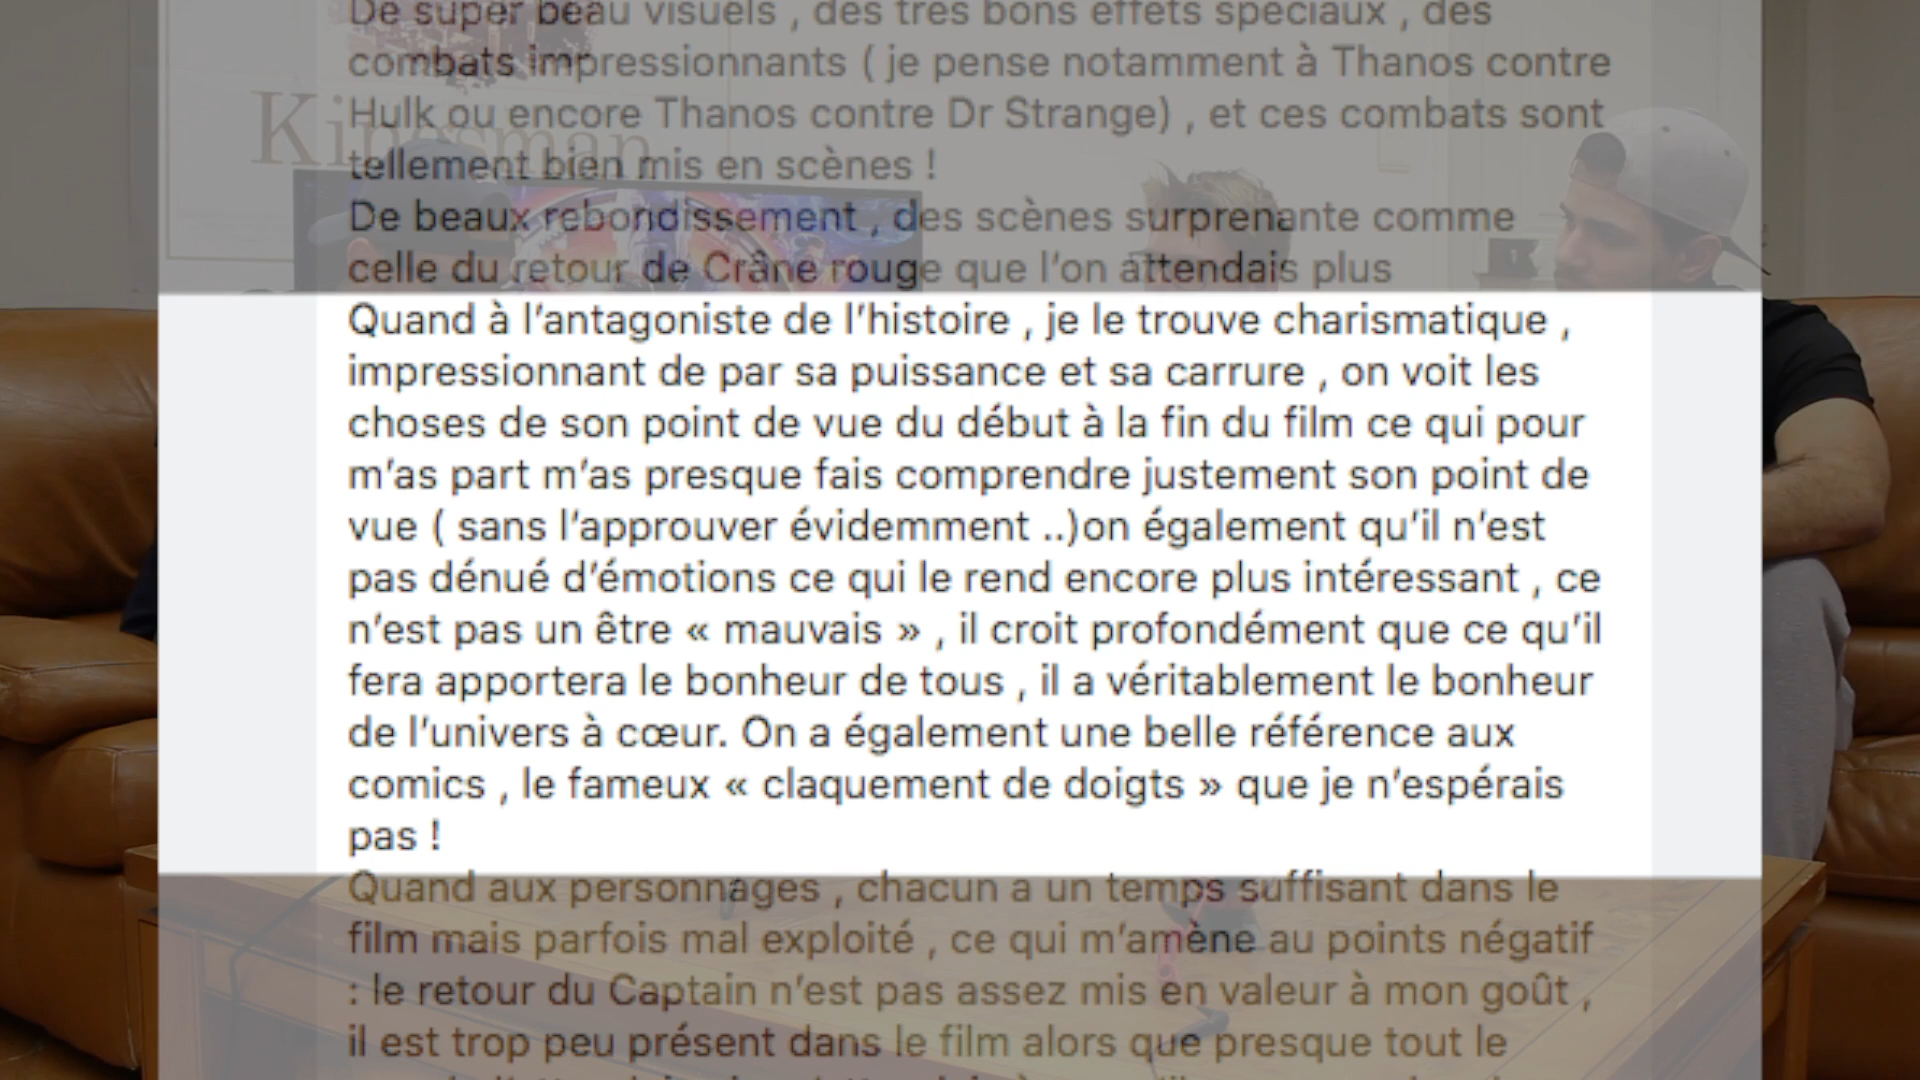 De super beau visuels , des très bons effets spéciaux , des
combats impressionnants ( je pense notamment à Thanos contre
Hulk ou encore Thanos contre Dr Strange) , et ces combats sont
Kingsman
tellement bien mis en scènes !
De beaux rebondissement , des scènes surprenante comme
celle du retour de Crâne rouge que l’on attendais plus
Quand à l’antagoniste de l’histoire , je le trouve charismatique ,
impressionnant de par sa puissance et sa carrure , on voit les
choses de son point de vue du début à la fin du film ce qui pour
m’as part m’as presque fais comprendre justement son point de
vue ( sans l’approuver évidemment ..)on également qu’il n’est
pas dénué d’émotions ce qui le rend encore plus intéressant , ce
n’est pas un être « mauvais » , il croit profondément que ce qu’il
fera apportera le bonheur de tous , il a véritablement le bonheur
de l’univers à cœur. On a également une belle référence aux
comics , le fameux « claquement de doigts » que je n’espérais
pas !
Quand aux personnages , chacun a un temps suffisant dans le
film mais parfois mal exploité , ce qui m’amène au points négatif
: le retour du Captain n’est pas assez mis en valeur à mon goût ,
il est trop peu présent dans le film alors que presque tout le